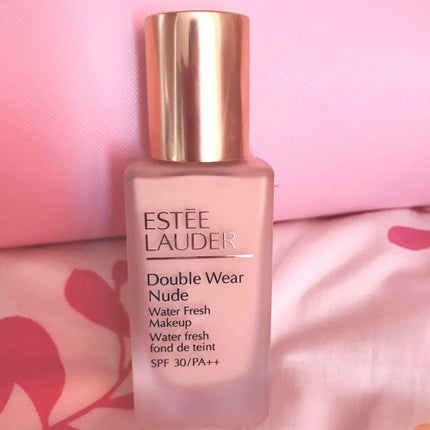 ESTĒE
LAUDER
Double Wear
Nude
Water Fresh
Makeup
Water fresh
fond de teint
SPF 30/PA++